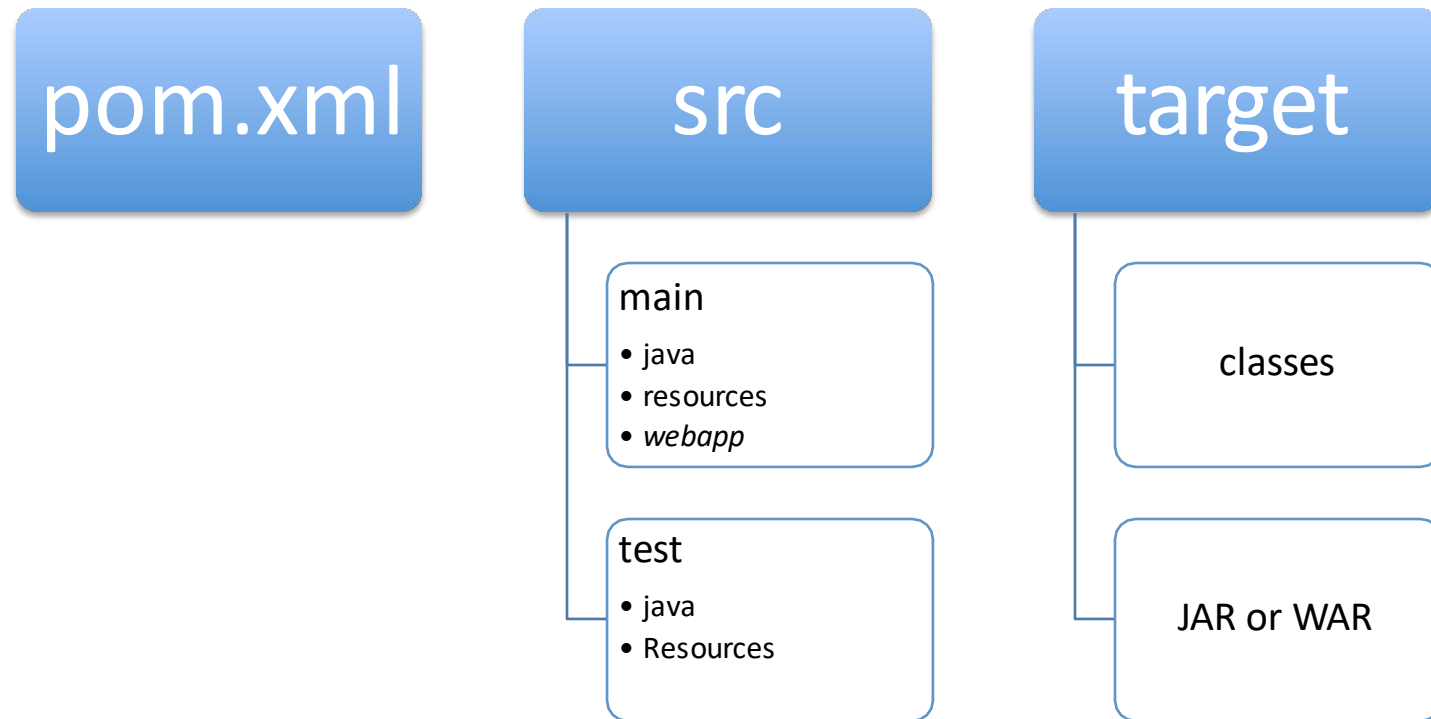 pom.xml
src
main
• java
• resources
• webapp
test
• java
• Resources
target
classes
JAR or WAR